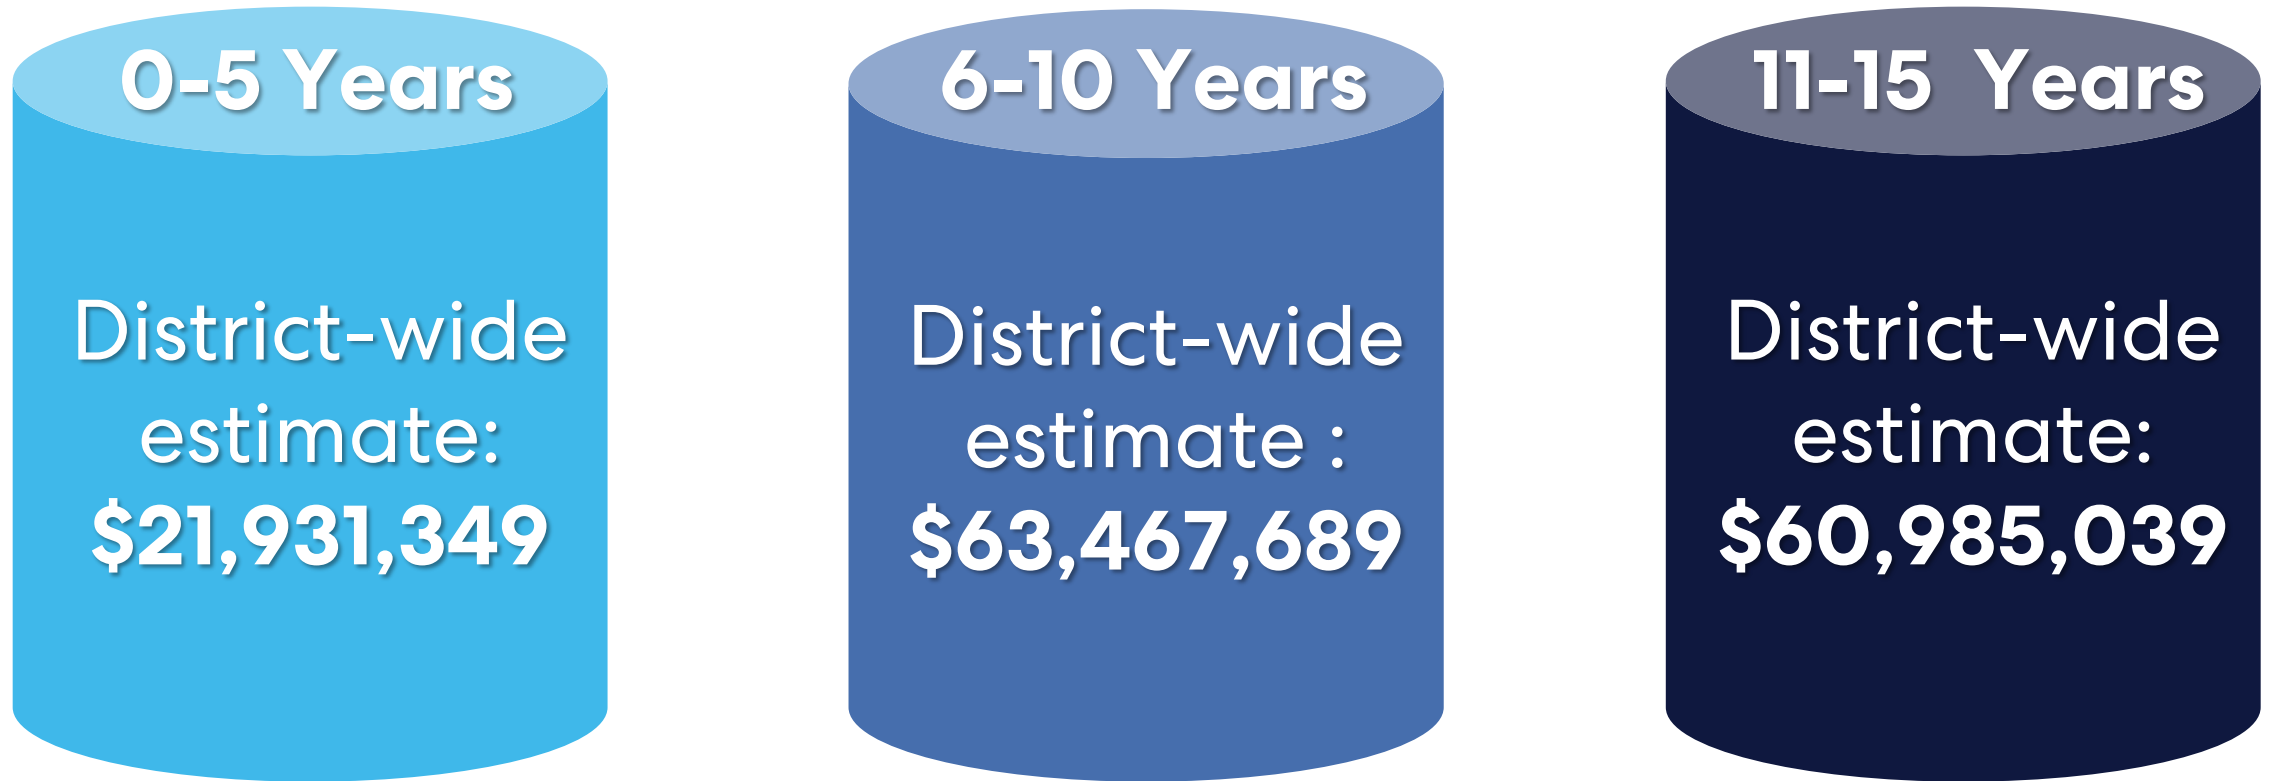 0-5 Years
District-wide
estimate:
$21,931,349
6-10 Years
District-wide
estimate :
$63,467,689
11-15  Years
District-wide
estimate:
$60,985,039